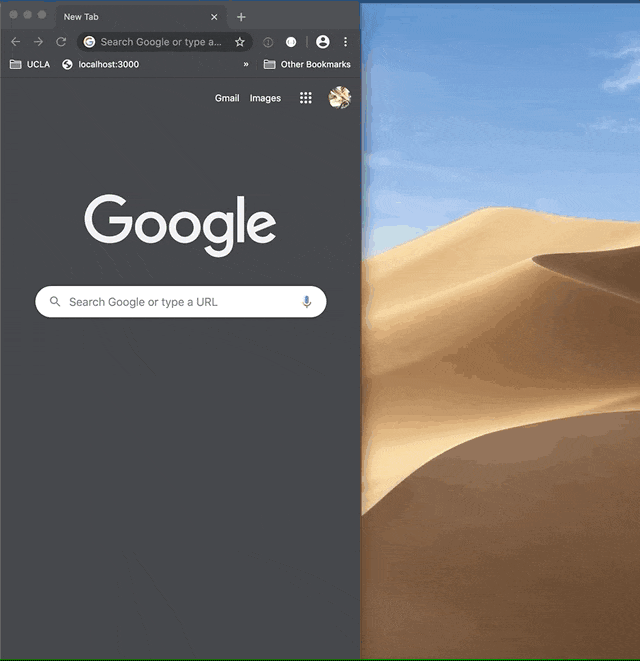 New Tab
Search Google or type a...
UCLA localhost:3000 » Other Bookmarks
Gmail Images
Google
Search Google or type a URL